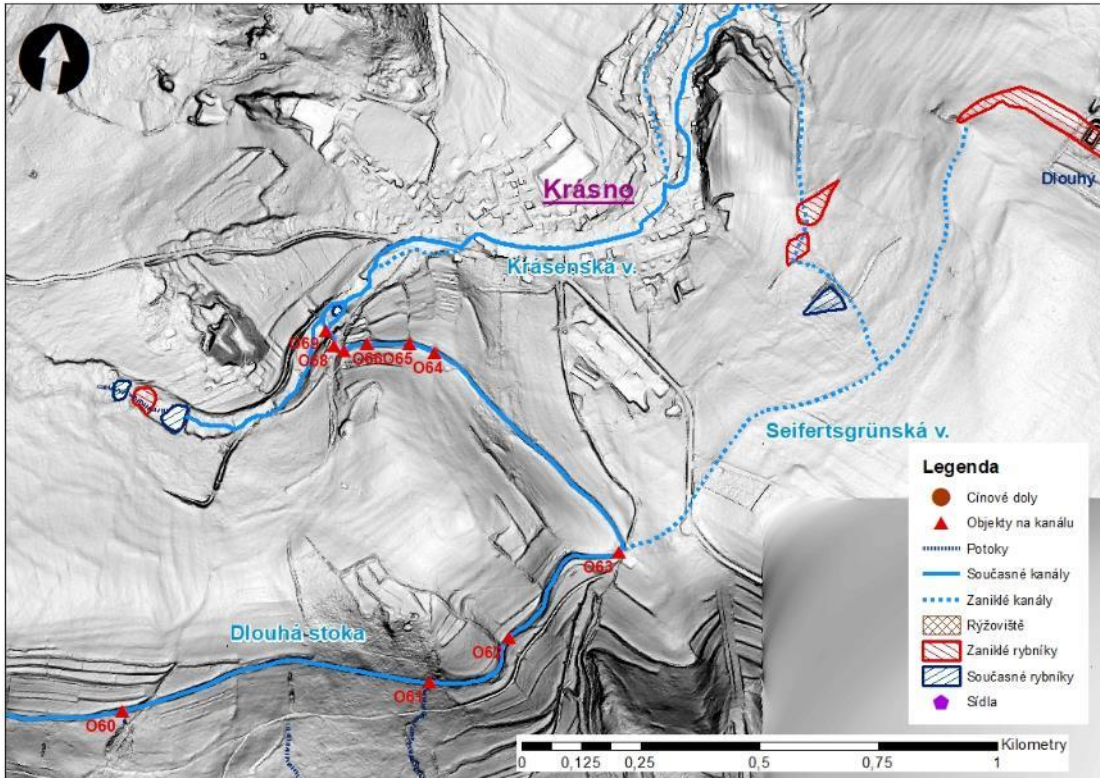 Krásno
Dlouhý
Krásenská v.
O69
O68
O66
O65
O64
Seifertsgrünská v.
O63
Dlouhá stoka
O62
O61
O60
Legenda
Cínové doly
Objekty na kanálu
Potoky
Současné kanály
Zaniklé kanály
Rýžoviště
Zaniklé rybníky
Současné rybníky
Sídla
Kilometry
0 0,125 0,25 0,5 0,75 1